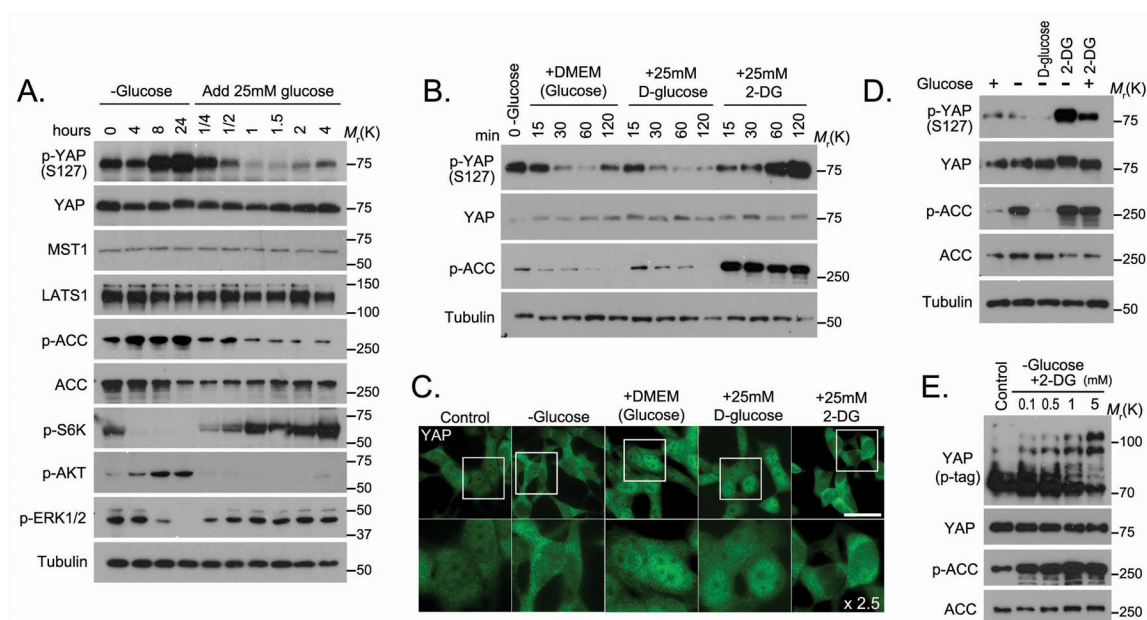 A.
-Glucose Add 25mM glucose
hours 0 4 8 24 1/4 1/2 1 1.5 2 4 Mr(K)
p-YAP (S127) 75
YAP 75
MST1 75 50
LATS1 150 100
p-ACC 250
ACC 250
p-S6K 75 50
p-AKT 75 50
p-ERK1/2 50 37
Tubulin 50
B.
0 -Glucose
+DMEM (Glucose) +25mM D-glucose +25mM 2-DG
min 15 30 60 120 15 30 60 120 15 30 60 120 Mr(K)
p-YAP (S127) 75
YAP 75
p-ACC 250
Tubulin 50
C.
Control -Glucose +DMEM (Glucose) +25mM D-glucose +25mM 2-DG
YAP
x 2.5
D.
D-glucose 2-DG 2-DG
Glucose + - - - + Mr(K)
p-YAP (S127) 75
YAP 75
p-ACC 250
ACC 250
Tubulin 50
E.
Control
-Glucose
+2-DG (mM)
0.1 0.5 1 5 Mr(K)
YAP (p-tag) 100 70
YAP 75
p-ACC 250
ACC 250